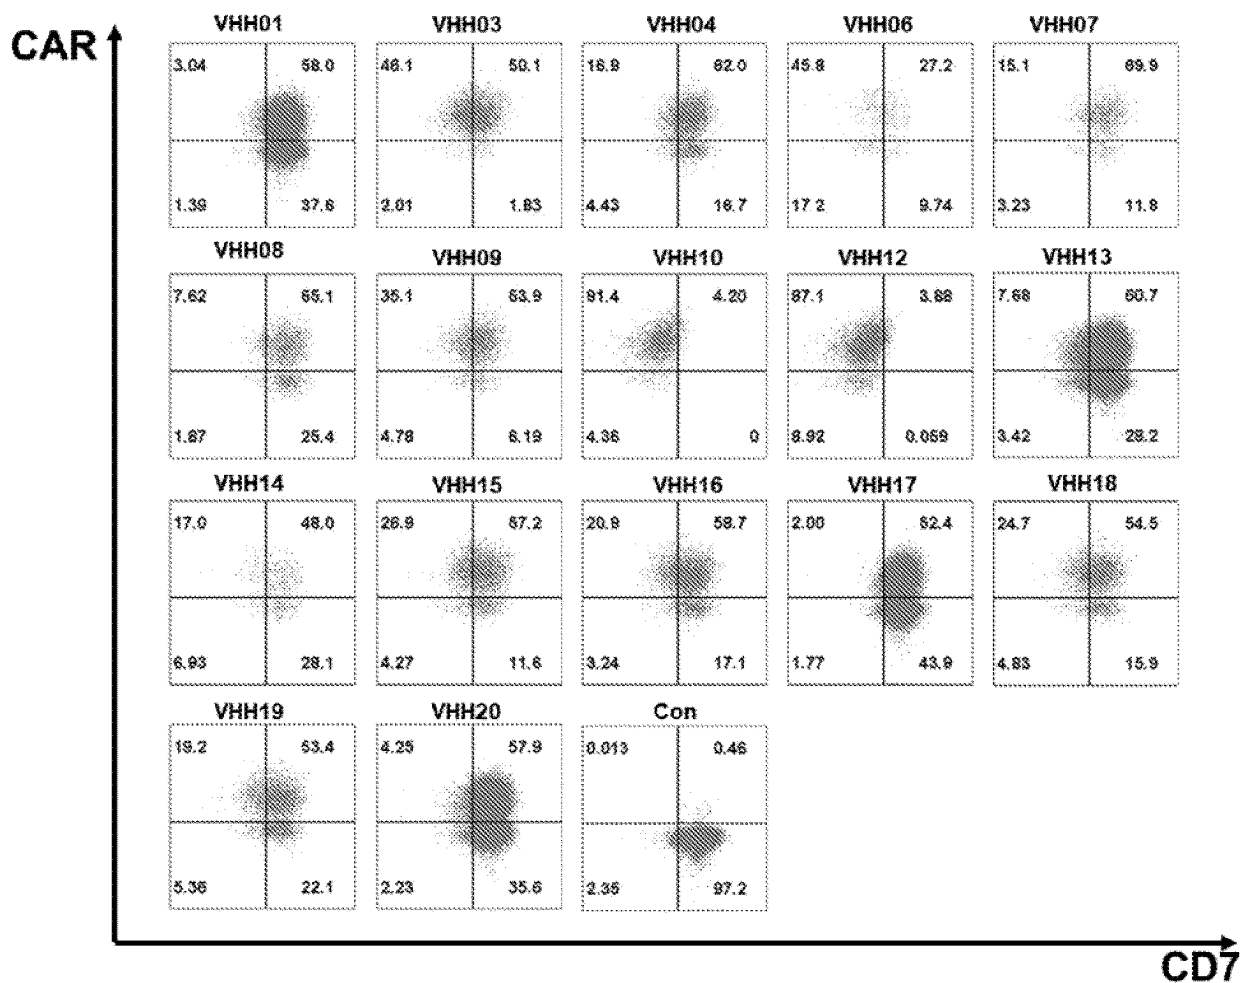 CAR
VHH01 VHH03 VHH04 VHH06 VHH07
3.04 58.0 46.1 50.1 16.9 62.0 45.8 27.2 15.1 69.9
1.39 37.6 2.01 1.83 4.43 16.7 17.2 9.74 3.23 11.8
VHH08 VHH09 VHH10 VHH12 VHH13
7.62 65.1 35.1 53.9 91.4 4.20 87.1 3.88 7.68 60.7
1.87 25.4 4.78 6.19 4.36 0 8.92 0.059 3.42 28.2
VHH14 VHH15 VHH16 VHH17 VHH18
17.0 48.0 26.9 57.2 20.9 58.7 2.00 52.4 24.7 54.5
6.93 28.1 4.27 11.6 3.24 17.1 1.77 43.9 4.83 15.9
VHH19 VHH20 Con
19.2 53.4 4.25 57.9 0.013 0.46
5.36 22.1 2.23 35.6 2.35 97.2
CD7